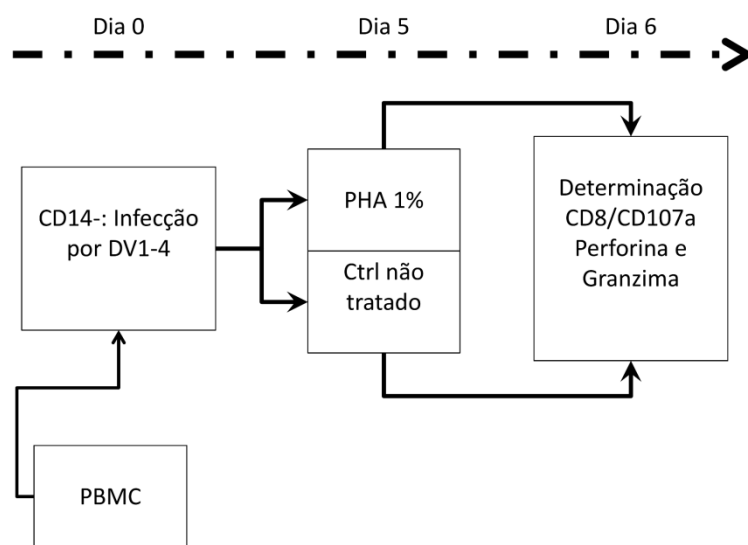 Dia 0
Dia 5
Dia 6
CD14-: Infecção
por DV1-4
PHA 1%
Ctrl não
tratado
Determinação
CD8/CD107a
Perforina e
Granzima
PBMC